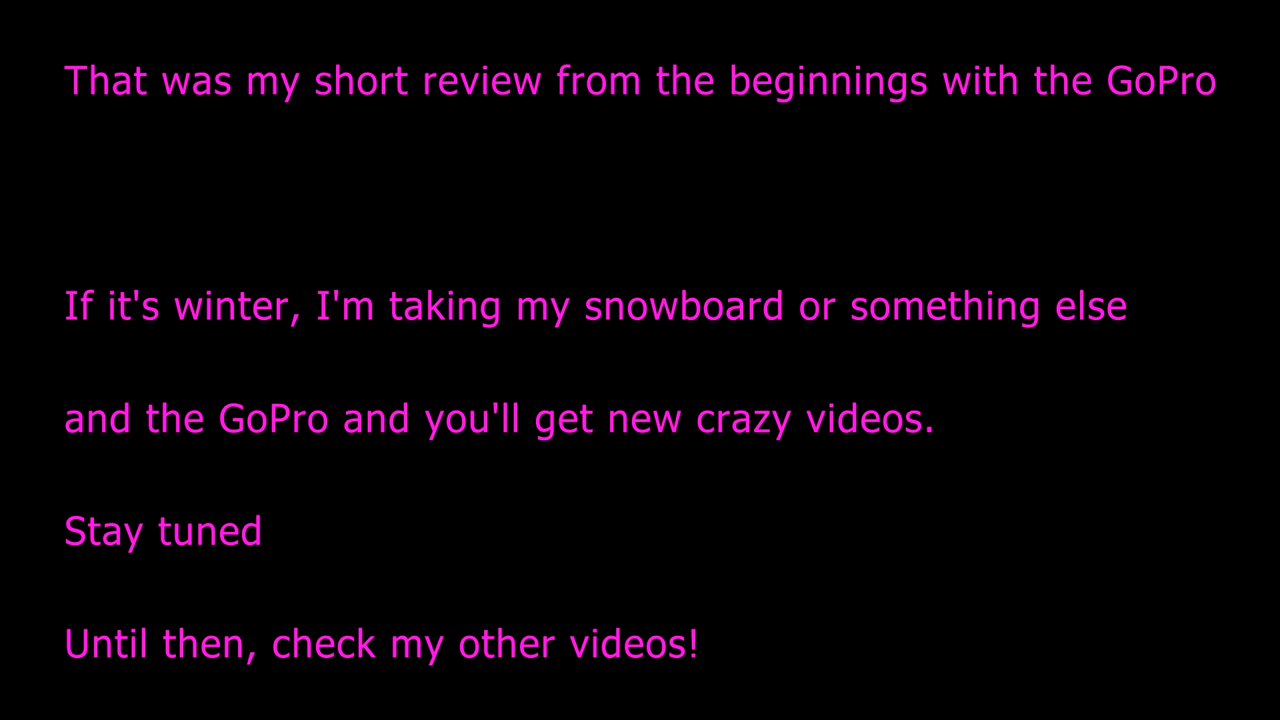 That was my short review from the beginnings with the GoPro
If it's winter, I'm taking my snowboard or something else
and the GoPro and you'll get new crazy videos.
Stay tuned
Until then, check my other videos!